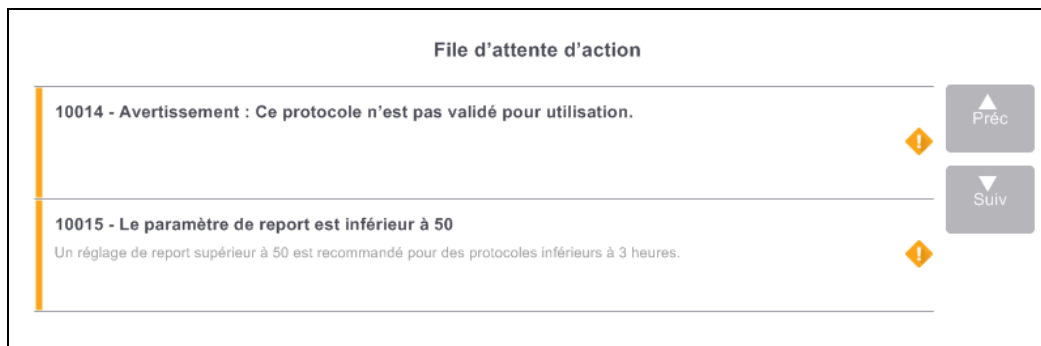 File d’attente d’action
10014 - Avertissement : Ce protocole n’est pas validé pour utilisation.
Préc
10015 - Le paramètre de report est inférieur à 50
Un réglage de report supérieur à 50 est recommandé pour des protocoles inférieurs à 3 heures.
Suiv